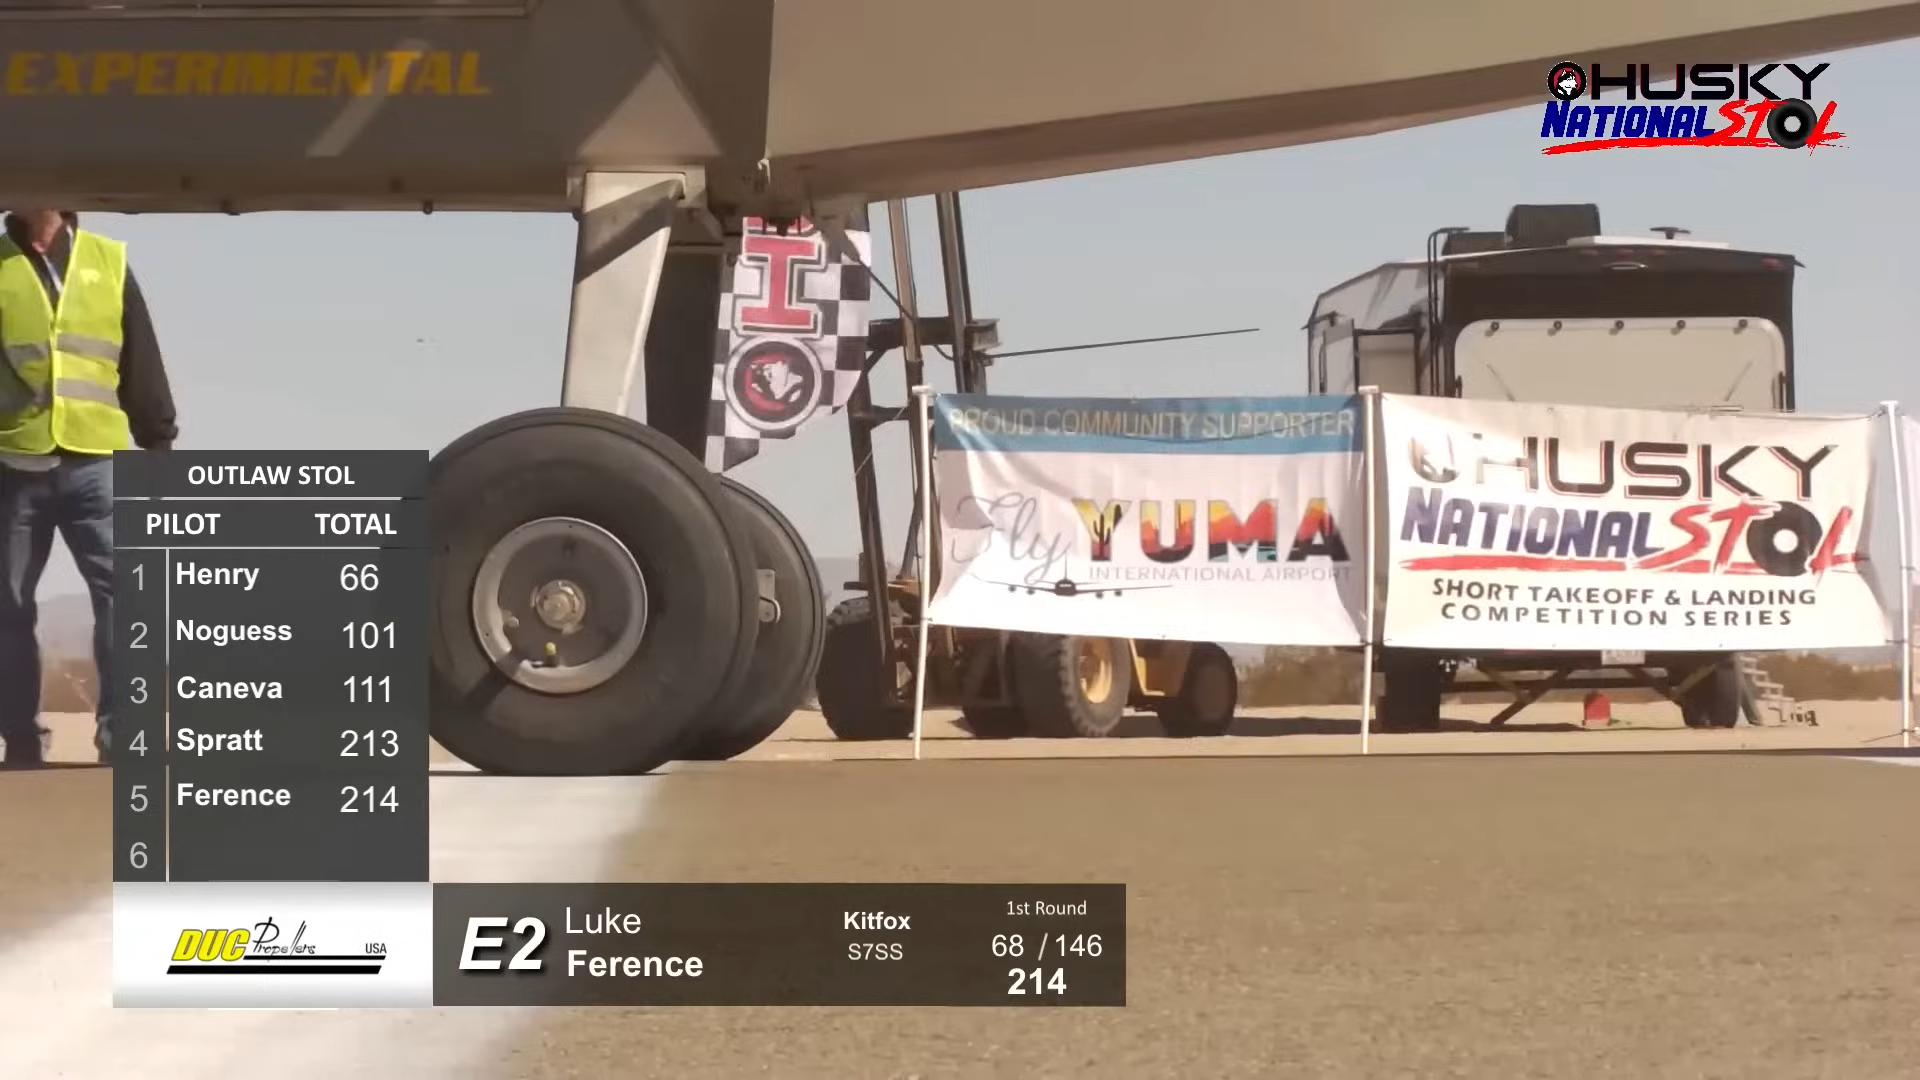 EXPERIMENTAL
HUSKY
NATIONAL STOL
HO
PROUD COMMUNITY SUPPORTER
Fly YUMA
INTERNATIONAL AIRPORT
HUSKY
NATIONAL STOL
SHORT TAKEOFF & LANDING
COMPETITION SERIES
OUTLAW STOL
PILOT TOTAL
1 Henry 66
2 Noguess 101
3 Caneva 111
4 Spratt 213
5 Ference 214
6
DUC Propellers USA
E2 Luke
Ference
Kitfox
S7SS
1st Round
68 / 146
214